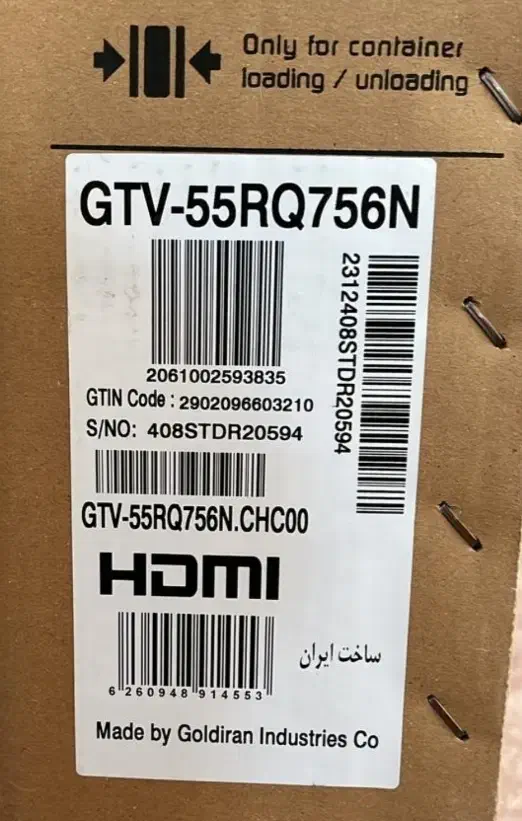 Only for container
loading / unloading
GTV-55RQ756N
2061002593835
2312408STDR20594
GTIN Code : 2902096603210
S/NO: 408STDR20594
GTV-55RQ756N.CHC00
HDMI
ساخت ایران
6 260948 914553
Made by Goldiran Industries Co